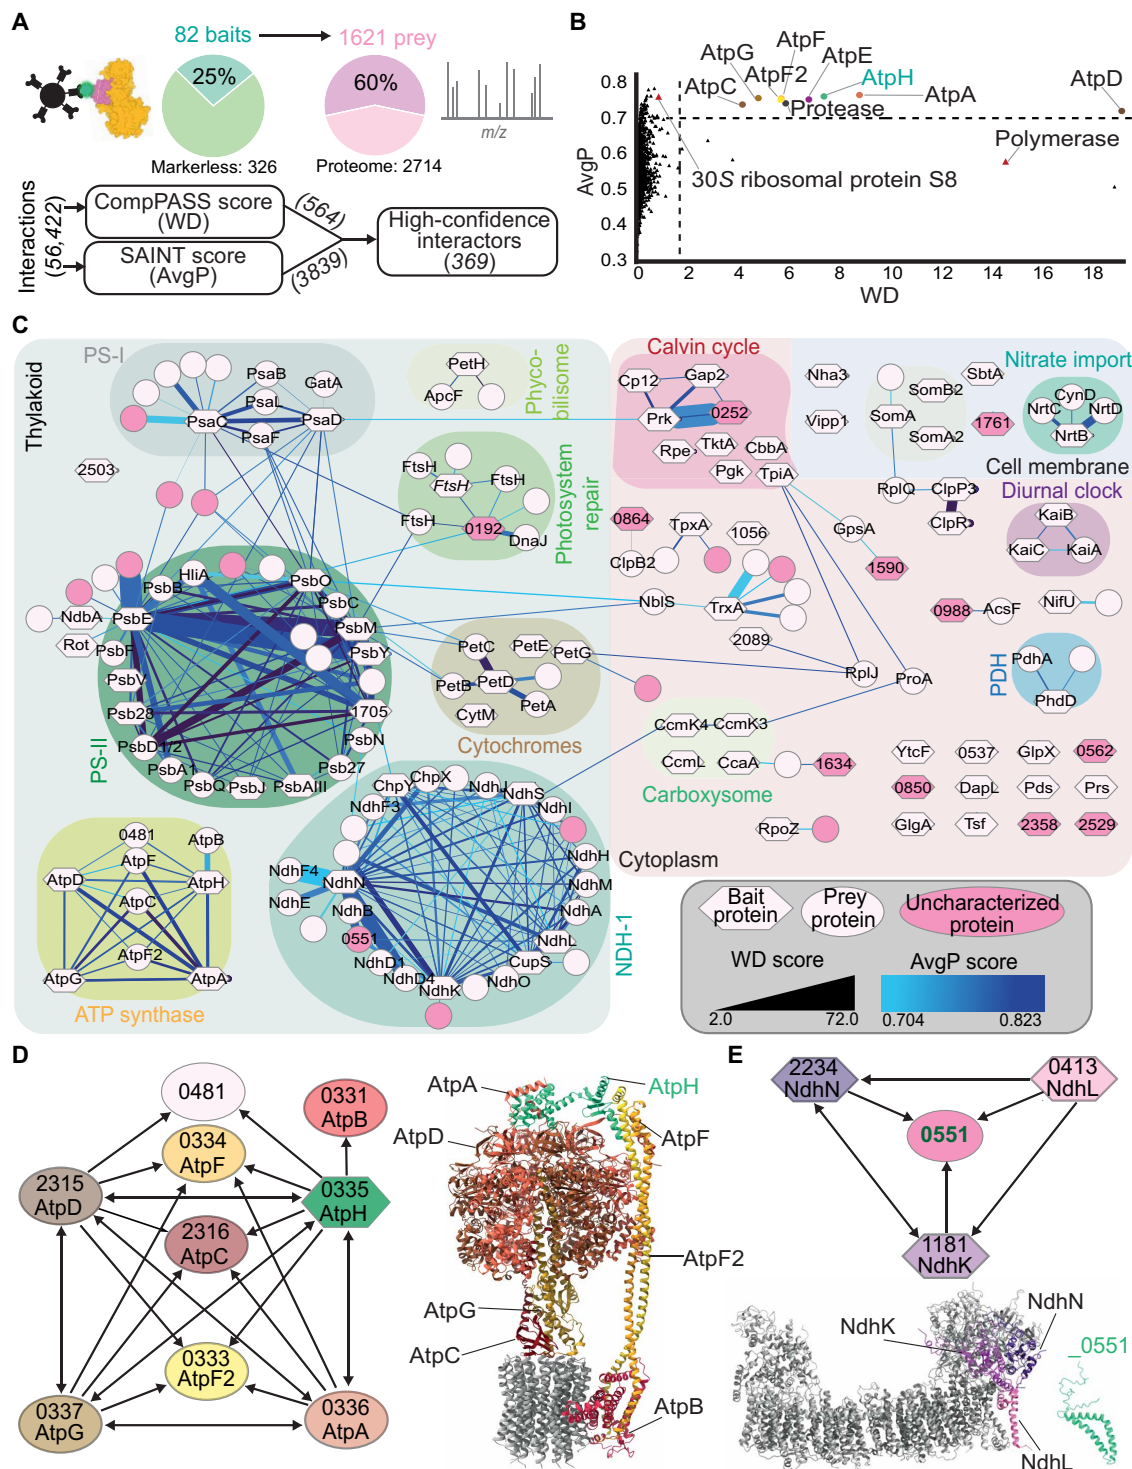 A
82 baits
1621 prey
25%
60%
m/z
Markerless: 326
Proteome: 2714
Interactions
(56,422)
CompPASS score
(WD)
SAINT score
(AvgP)
(564)
(3839)
High-confidence
interactors
(369)
B
AtpF
AtpG
AtpE
AtpF2
AtpH
AtpC
AtpA
AtpD
Protease
Polymerase
30S ribosomal protein S8
AvgP
0.8
0.7
0.6
0.5
0.4
0.3
0 2 4 6 8 10 12 14 16 18
WD
C
Thylakoid
PS-I
PsaB
GatA
PsaL
PsaC
PsaD
PsaF
2503
PetH
ApcF
Phyco-
bilisome
FtsH
FtsH
FtsH
FtsH
0192
DnaJ
Photosystem
repair
Calvin cycle
Cp12
Gap2
Prk
0252
TktA
Rpe
CbbA
Pgk
TpiA
Nha3
Vipp1
SomB2
SomA
SomA2
SbtA
1761
Nitrate import
CynD
NrtC
NrtD
NrtB
Cell membrane
RplQ
ClpP3
ClpR
Diurnal clock
KaiB
KaiC
KaiA
0864
TpxA
1056
GpsA
ClpB2
1590
NblS
TrxA
0988
AcsF
NifU
2089
RplJ
ProA
PDH
PdhA
PhdD
HliA
PsbO
PsbB
PsbC
NdbA
PsbE
PsbM
Rot
PsbF
PsbY
PsbV
Psb28
1705
PsbD1/2
PsbN
PsbA1
Psb27
PsbQ
PsbJ
PsbAIII
PS-II
PetC
PetE
PetG
PetB
PetD
PetA
CytM
Cytochromes
CcmK4
CcmK3
CcmL
CcaA
1634
Carboxysome
RpoZ
YtcF
0537
GlpX
0562
0850
DapL
Pds
Prs
GlgA
Tsf
2358
2529
Cytoplasm
0481
AtpB
AtpF
AtpD
AtpH
AtpC
AtpF2
AtpG
AtpA
ATP synthase
ChpX
ChpY
NdhJ
NdhS
NdhF3
NdhI
NdhH
NdhF4
NdhN
NdhM
NdhE
NdhB
NdhA
0551
NdhL
NdhD1
CupS
NdhD4
NdhO
NdhK
NDH-1
Bait
protein
Prey
protein
Uncharacterized
protein
WD score
2.0
72.0
AvgP score
0.704
0.823
D
0481
0331
AtpB
0334
AtpF
2315
AtpD
0335
AtpH
2316
AtpC
0333
AtpF2
0337
AtpG
0336
AtpA
AtpA
AtpH
AtpD
AtpF
AtpF2
AtpG
AtpC
AtpB
E
2234
NdhN
0413
NdhL
0551
1181
NdhK
NdhN
NdhK
_0551
NdhL